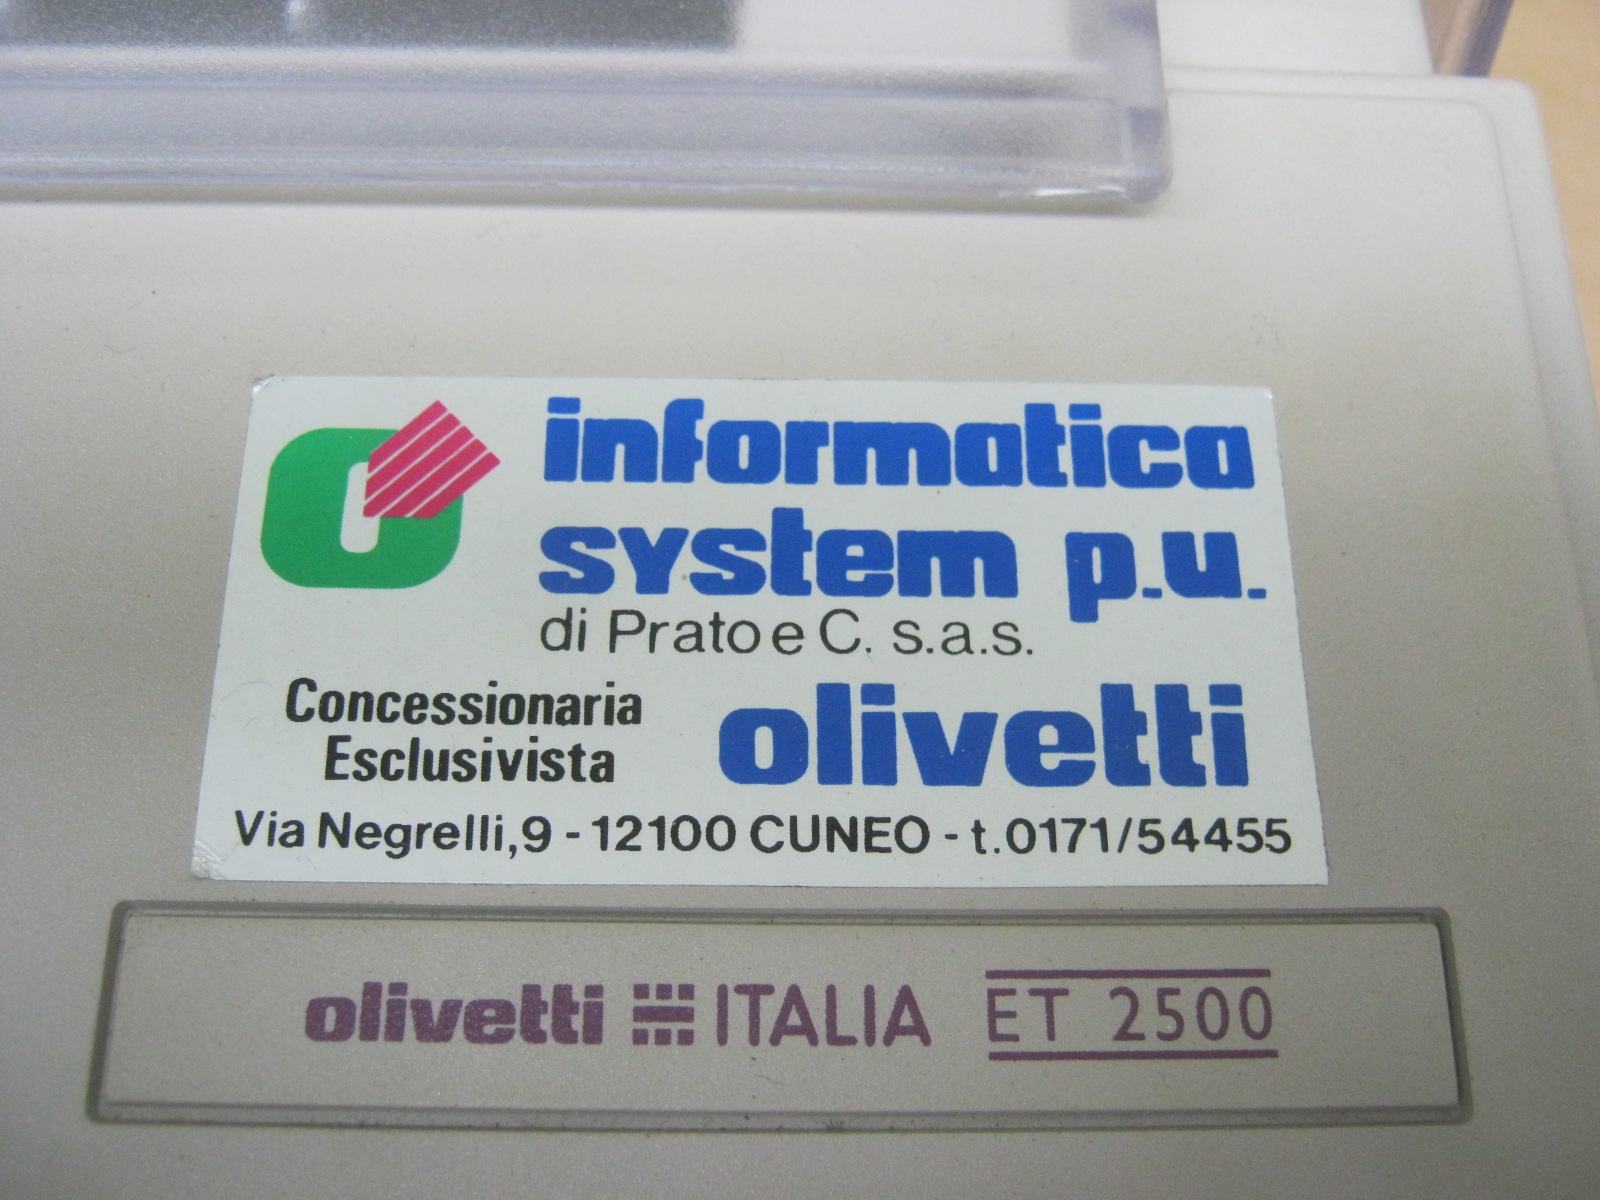 informatica
system p.u.
di Prato e C. s.a.s.
Concessionaria
Esclusivista
olivetti
Via Negrelli, 9 - 12100 CUNEO - t. 0171/54455
olivetti ITALIA ET 2500